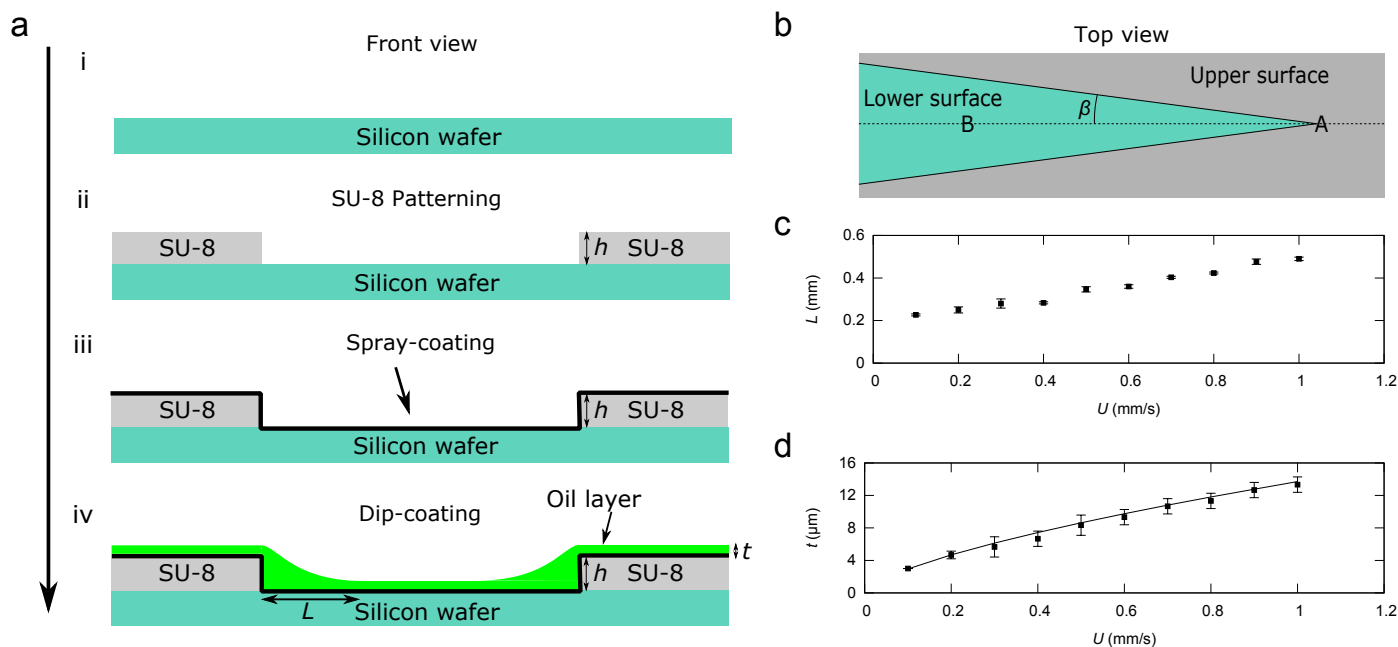 a
Front view
i
Silicon wafer
ii
SU-8 Patterning
SU-8
h
SU-8
Silicon wafer
iii
Spray-coating
SU-8
h
SU-8
Silicon wafer
iv
Dip-coating
Oil layer
t
SU-8
h
SU-8
L
Silicon wafer
b
Top view
Upper surface
Lower surface
β
B
A
c
0.6
0.4
0.2
0
L (mm)
0 0.2 0.4 0.6 0.8 1 1.2
U (mm/s)
d
16
12
8
4
0
t (μm)
0 0.2 0.4 0.6 0.8 1 1.2
U (mm/s)